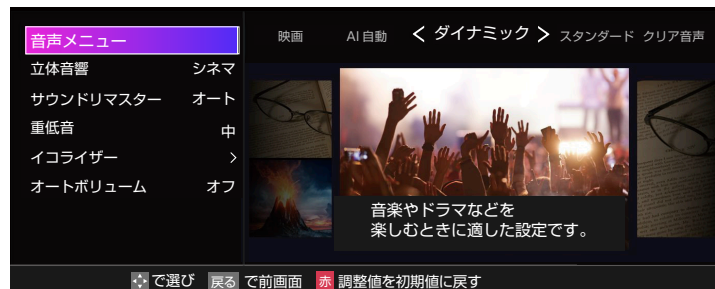 音声メニュー
映画 AI自動 < ダイナミック > スタンダード クリア音声
立体音響 シネマ
サウンドリマスター オート
重低音 中
イコライザー >
オートボリューム オフ
音楽やドラマなどを
楽しむときに適した設定です。
で選び 戻る で前画面 赤 調整値を初期値に戻す